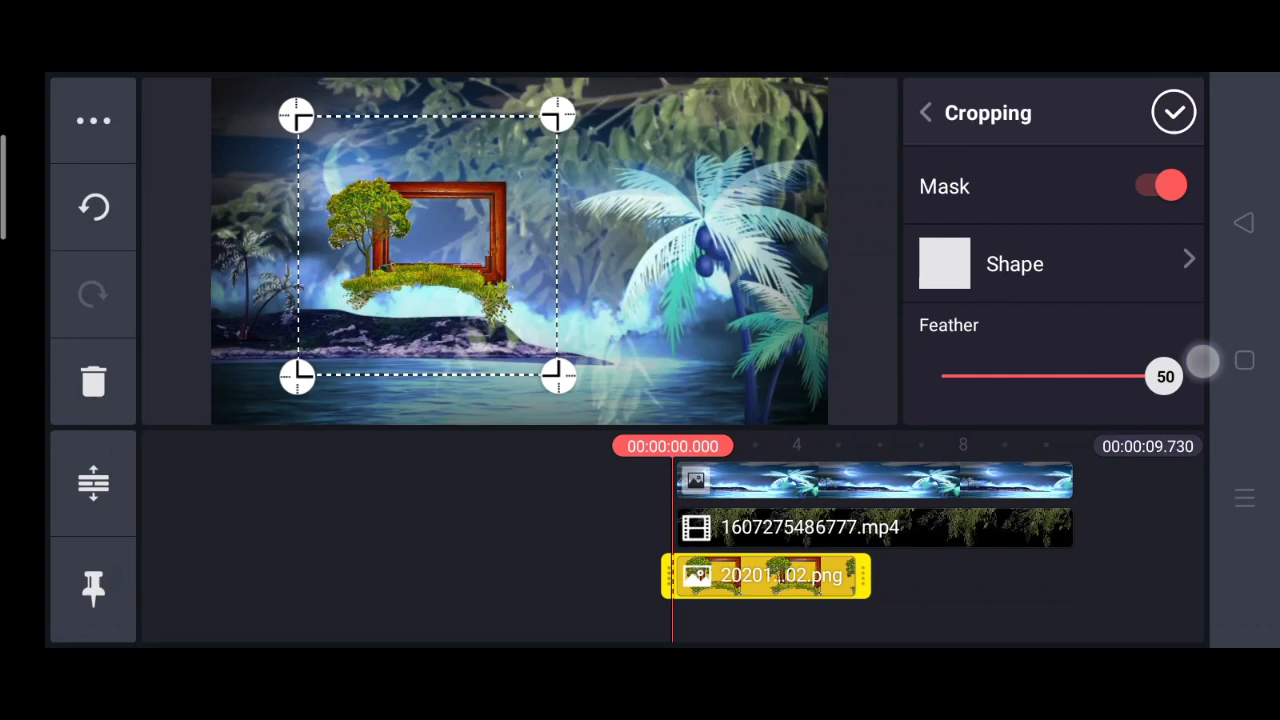 Cropping
Mask
Shape
Feather
50
00:00:00.000
4
8
00:00:09.730
1607275486777.mp4
20201...02.png